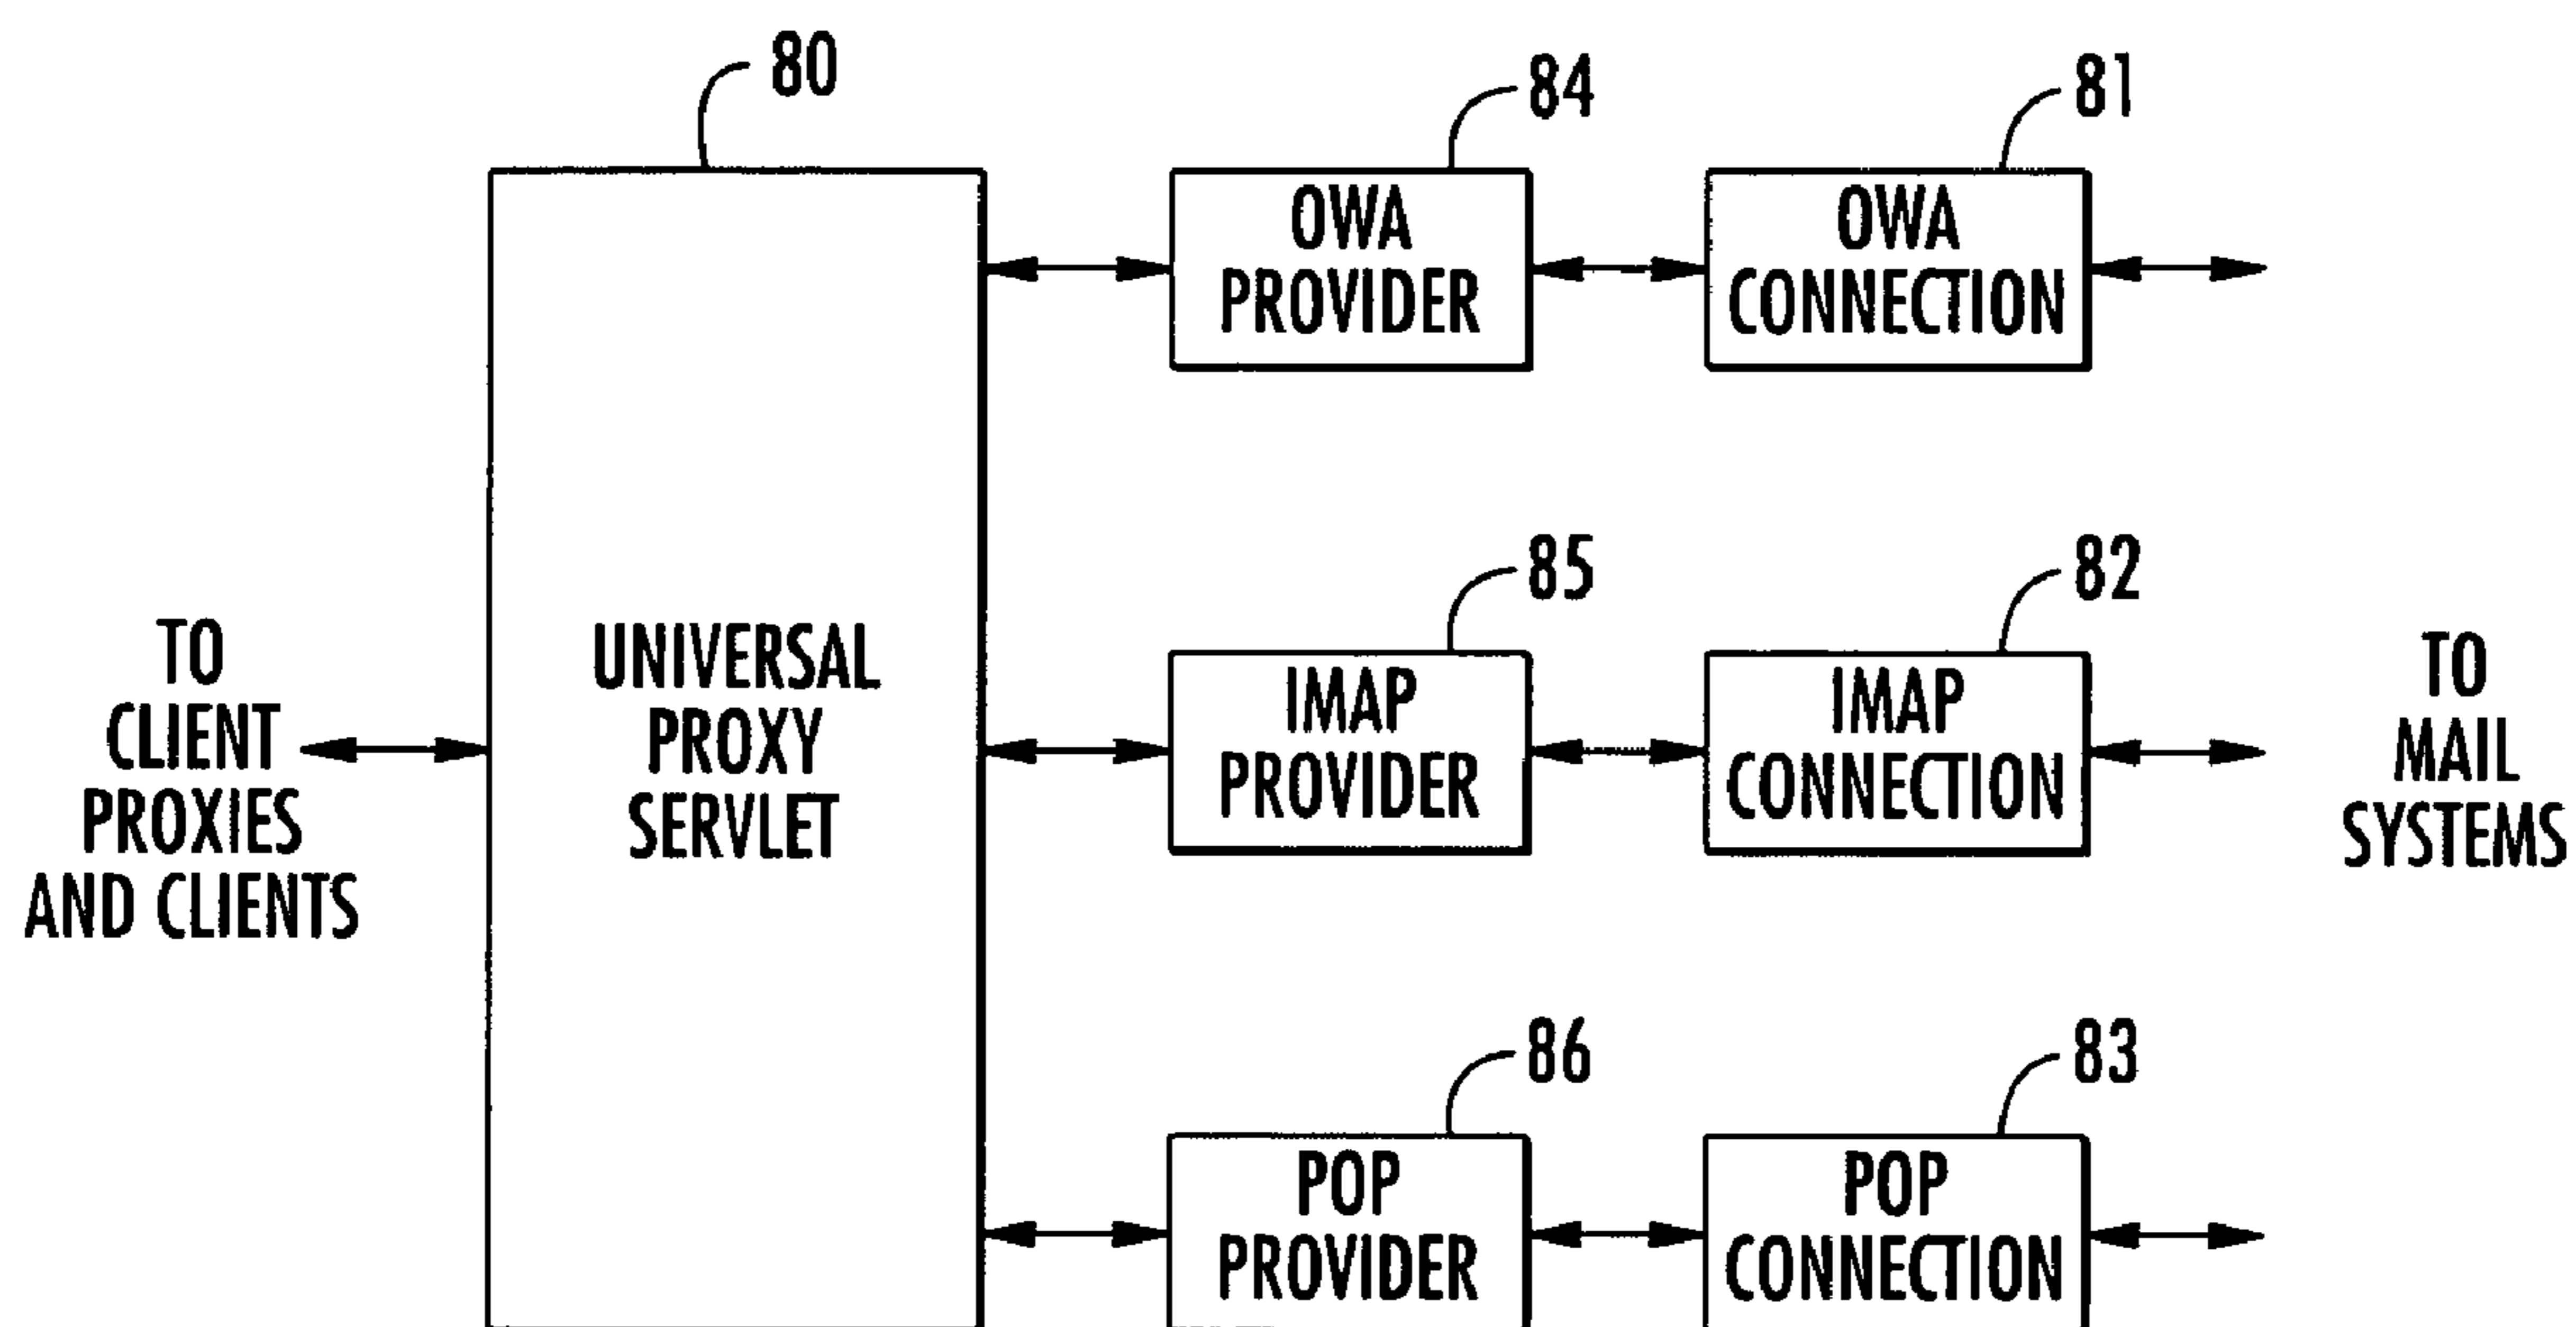 80
84
81
OWA
PROVIDER
OWA
CONNECTION
85
82
TO
CLIENT
PROXIES
AND CLIENTS
UNIVERSAL
PROXY
SERVLET
IMAP
PROVIDER
IMAP
CONNECTION
TO
MAIL
SYSTEMS
86
83
POP
PROVIDER
POP
CONNECTION